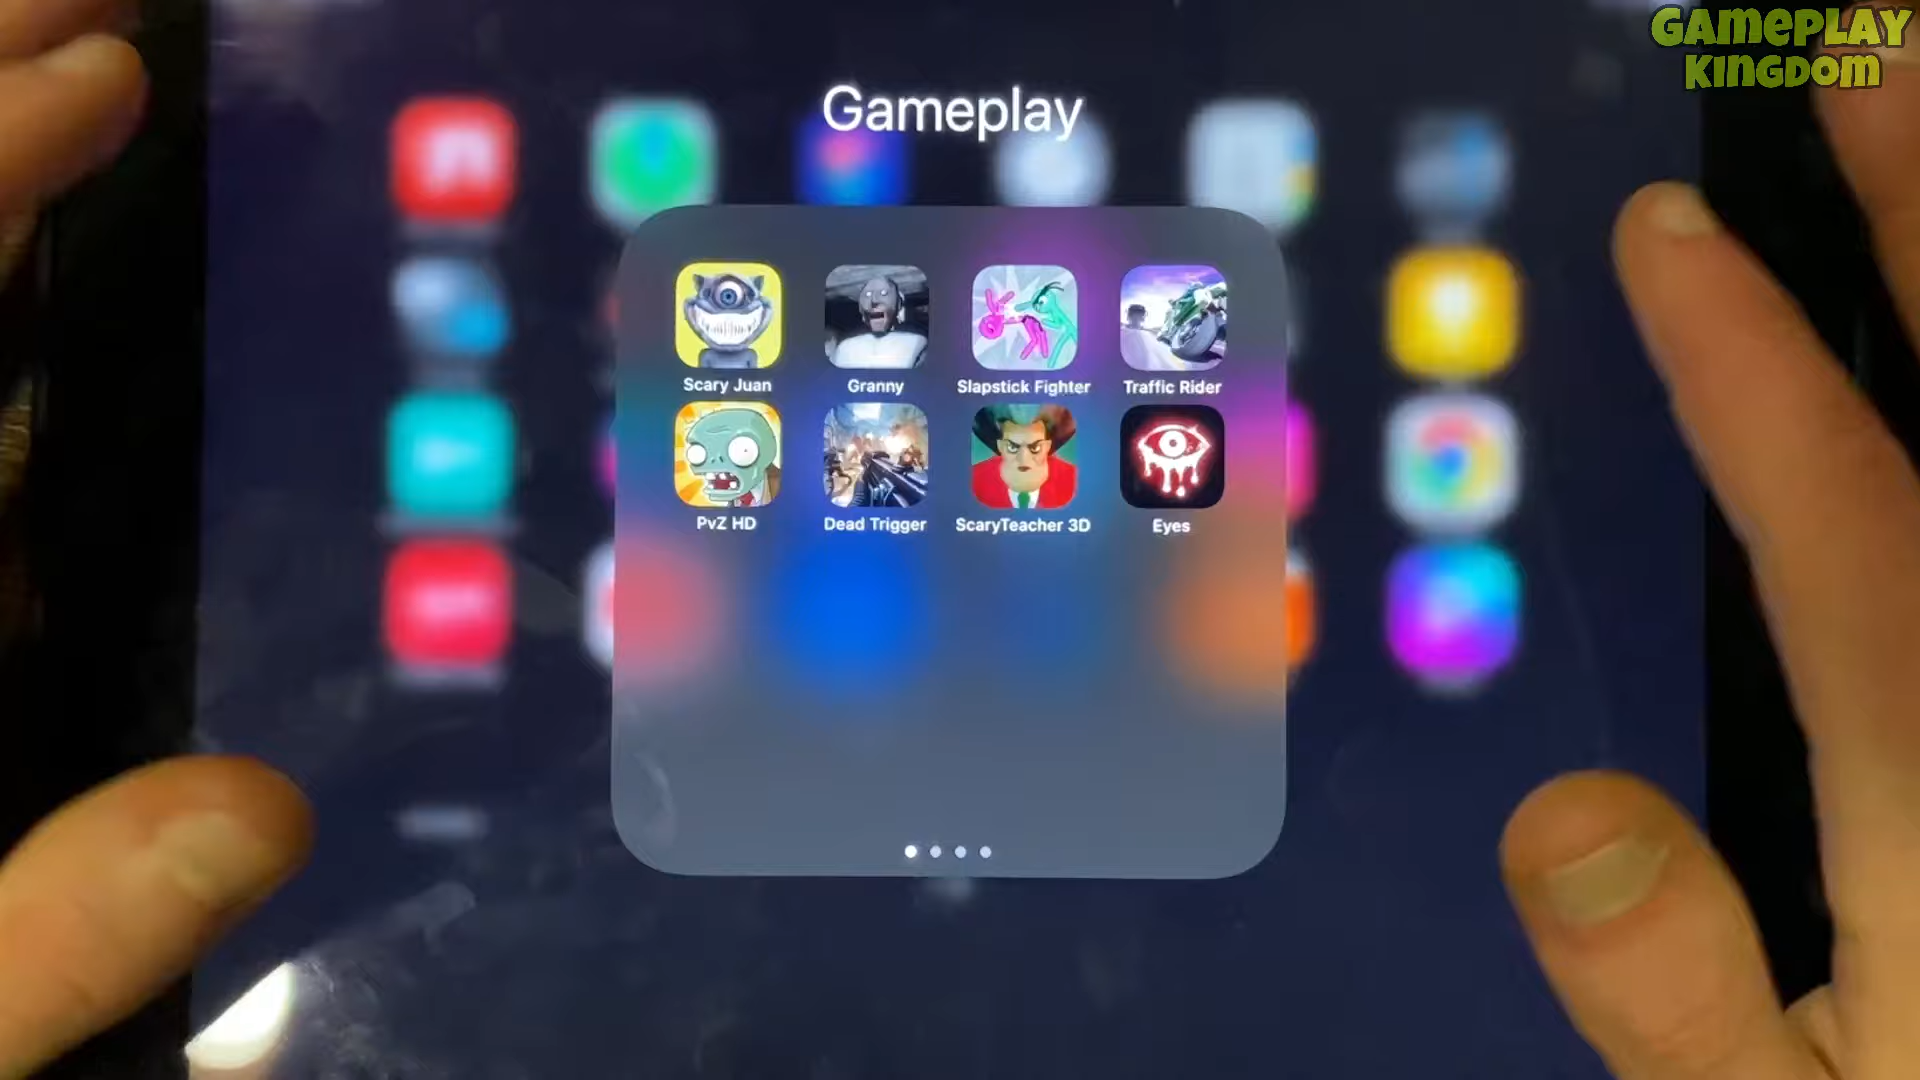 GAMEPLAY
KINGDOM
Gameplay
Scary Juan
Granny
Slapstick Fighter
Traffic Rider
PvZ HD
Dead Trigger
ScaryTeacher 3D
Eyes